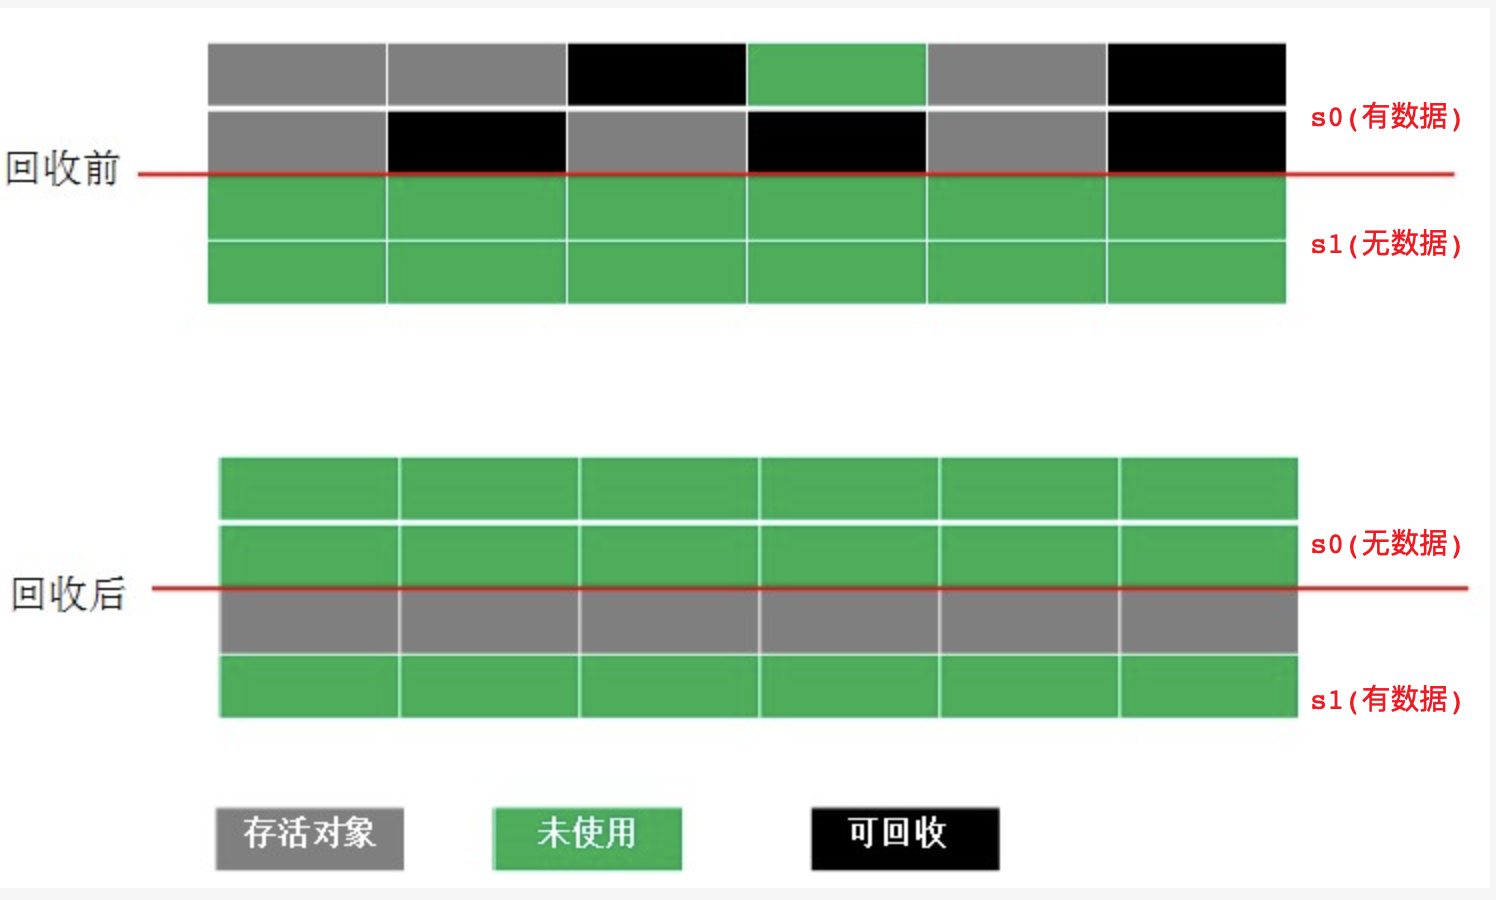 s0(有数据)
回收前
s1(无数据)
s0(无数据)
回收后
s1(有数据)
存活对象
未使用
可回收